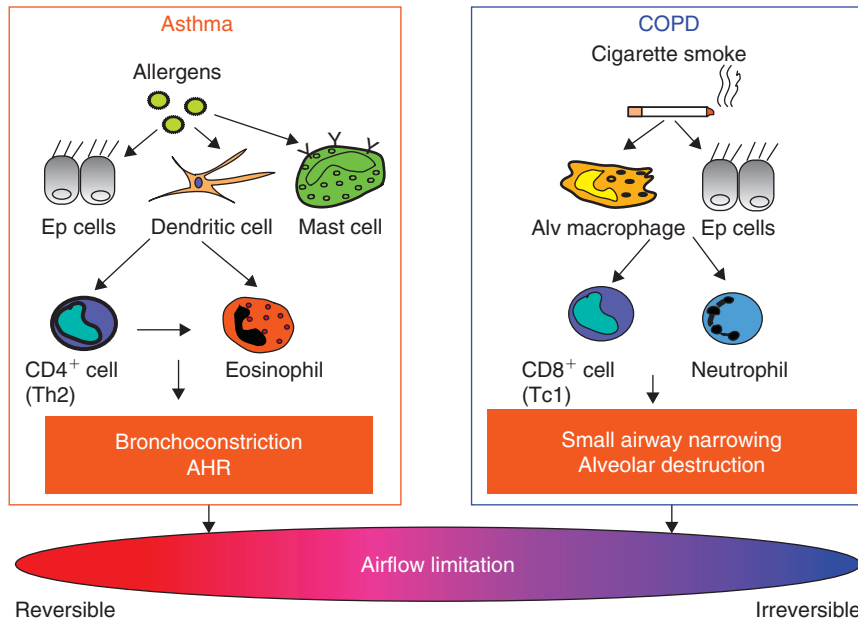 Asthma
Allergens
Ep cells
Dendritic cell
Mast cell
CD4⁺ cell
(Th2)
Eosinophil
Bronchoconstriction
AHR
COPD
Cigarette smoke
Alv macrophage
Ep cells
CD8⁺ cell
(Tc1)
Neutrophil
Small airway narrowing
Alveolar destruction
Airflow limitation
Reversible
Irreversible